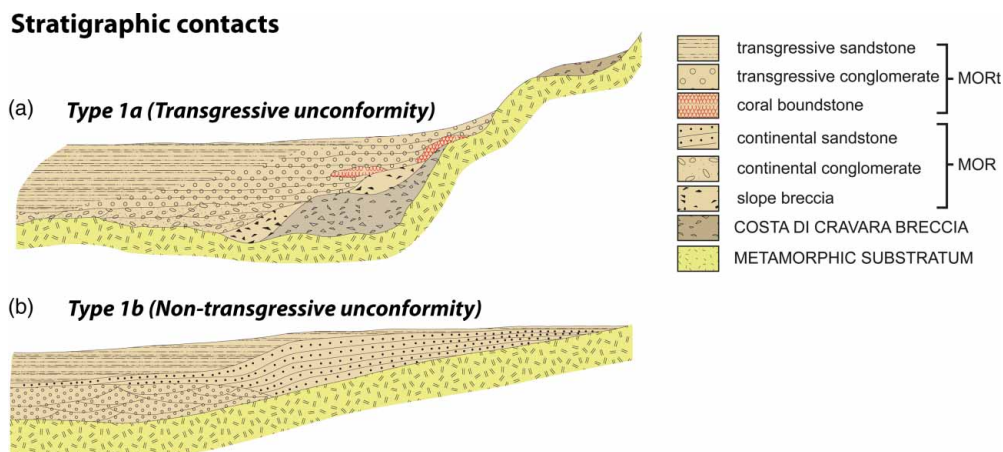 Stratigraphic contacts
(a) Type 1a (Transgressive unconformity)
(b) Type 1b (Non-transgressive unconformity)
transgressive sandstone
transgressive conglomerate
coral boundstone
MORt
continental sandstone
continental conglomerate
slope breccia
MOR
COSTA DI CRAVARA BRECCIA
METAMORPHIC SUBSTRATUM